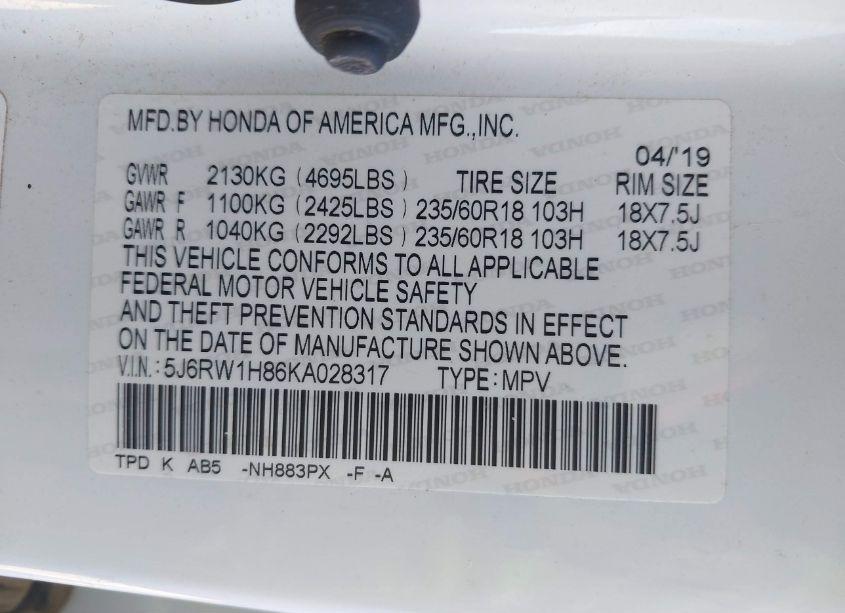 MFD.BY HONDA OF AMERICA MFG.,INC.
04/'19
GVWR 2130KG (4695LBS) TIRE SIZE RIM SIZE
GAWR F 1100KG (2425LBS) 235/60R18 103H 18X7.5J
GAWR R 1040KG (2292LBS) 235/60R18 103H 18X7.5J
THIS VEHICLE CONFORMS TO ALL APPLICABLE
FEDERAL MOTOR VEHICLE SAFETY
AND THEFT PREVENTION STANDARDS IN EFFECT
ON THE DATE OF MANUFACTURE SHOWN ABOVE.
V.I.N.: 5J6RW1H86KA028317 TYPE: MPV
TPD K AB5 -NH883PX -F -A